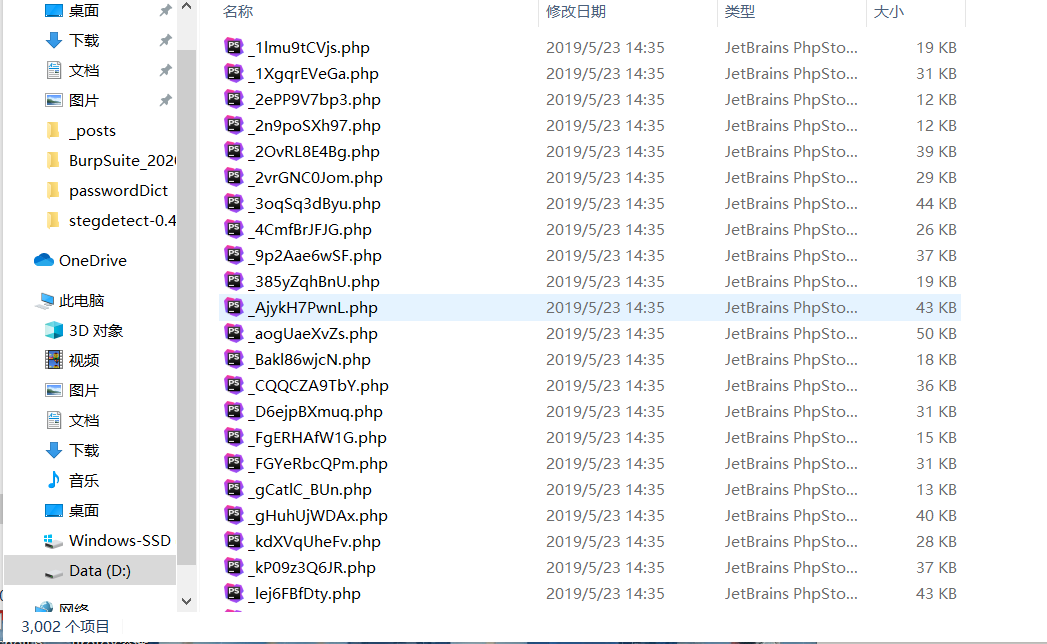 桌面
下载
文档
图片
_posts
BurpSuite_202
passwordDict
stegdetect-0.4
OneDrive
此电脑
3D 对象
视频
图片
文档
下载
音乐
桌面
Windows-SSD
Data (D:)
网络
名称 修改日期 类型 大小
_1lmu9tCVjs.php 2019/5/23 14:35 JetBrains PhpSto... 19 KB
_1XgqrEVeGa.php 2019/5/23 14:35 JetBrains PhpSto... 31 KB
_2ePP9V7bp3.php 2019/5/23 14:35 JetBrains PhpSto... 12 KB
_2n9poSXh97.php 2019/5/23 14:35 JetBrains PhpSto... 12 KB
_2OvRL8E4Bg.php 2019/5/23 14:35 JetBrains PhpSto... 39 KB
_2vrGNC0Jom.php 2019/5/23 14:35 JetBrains PhpSto... 29 KB
_3oqSq3dByu.php 2019/5/23 14:35 JetBrains PhpSto... 44 KB
_4CmfBrJFJG.php 2019/5/23 14:35 JetBrains PhpSto... 26 KB
_9p2Aae6wSF.php 2019/5/23 14:35 JetBrains PhpSto... 37 KB
_385yZqhBnU.php 2019/5/23 14:35 JetBrains PhpSto... 19 KB
_AjykH7PwnL.php 2019/5/23 14:35 JetBrains PhpSto... 43 KB
_aogUaeXvZs.php 2019/5/23 14:35 JetBrains PhpSto... 50 KB
_Bakl86wjcN.php 2019/5/23 14:35 JetBrains PhpSto... 18 KB
_CQQCZA9TbY.php 2019/5/23 14:35 JetBrains PhpSto... 36 KB
_D6ejpBXmuq.php 2019/5/23 14:35 JetBrains PhpSto... 31 KB
_FgERHAfW1G.php 2019/5/23 14:35 JetBrains PhpSto... 15 KB
_FGYeRbcQPm.php 2019/5/23 14:35 JetBrains PhpSto... 31 KB
_gCatlC_BUn.php 2019/5/23 14:35 JetBrains PhpSto... 13 KB
_gHuhUjWDAx.php 2019/5/23 14:35 JetBrains PhpSto... 40 KB
_kdXVqUheFv.php 2019/5/23 14:35 JetBrains PhpSto... 28 KB
_kP09z3Q6JR.php 2019/5/23 14:35 JetBrains PhpSto... 37 KB
_lej6FBfDty.php 2019/5/23 14:35 JetBrains PhpSto... 43 KB
3,002 个项目